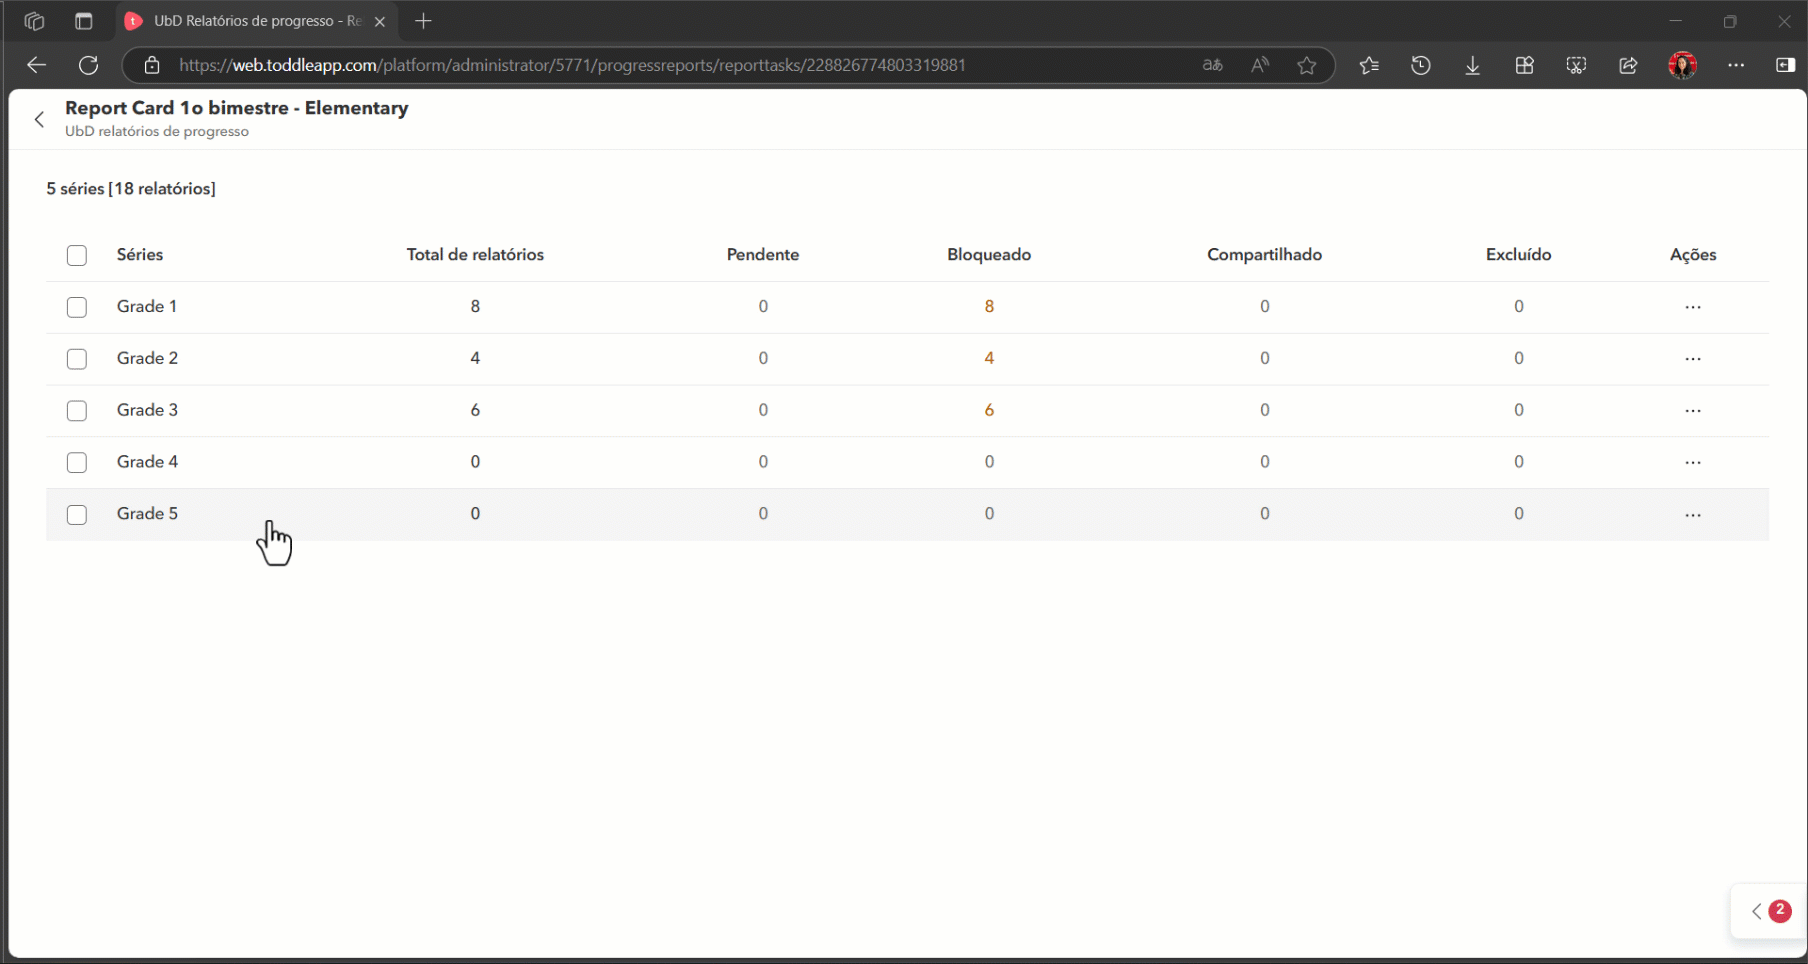 UbD Relatórios de progresso - Re
https://web.toddleapp.com/platform/administrator/5771/progressreports/reporttasks/228826774803319881
Report Card 1o bimestre - Elementary
UbD relatórios de progresso
5 séries [18 relatórios]
Séries Total de relatórios Pendente Bloqueado Compartilhado Excluído Ações
Grade 1 8 0 8 0 0 ...
Grade 2 4 0 4 0 0 ...
Grade 3 6 0 6 0 0 ...
Grade 4 0 0 0 0 0 ...
Grade 5 0 0 0 0 0 ...
2